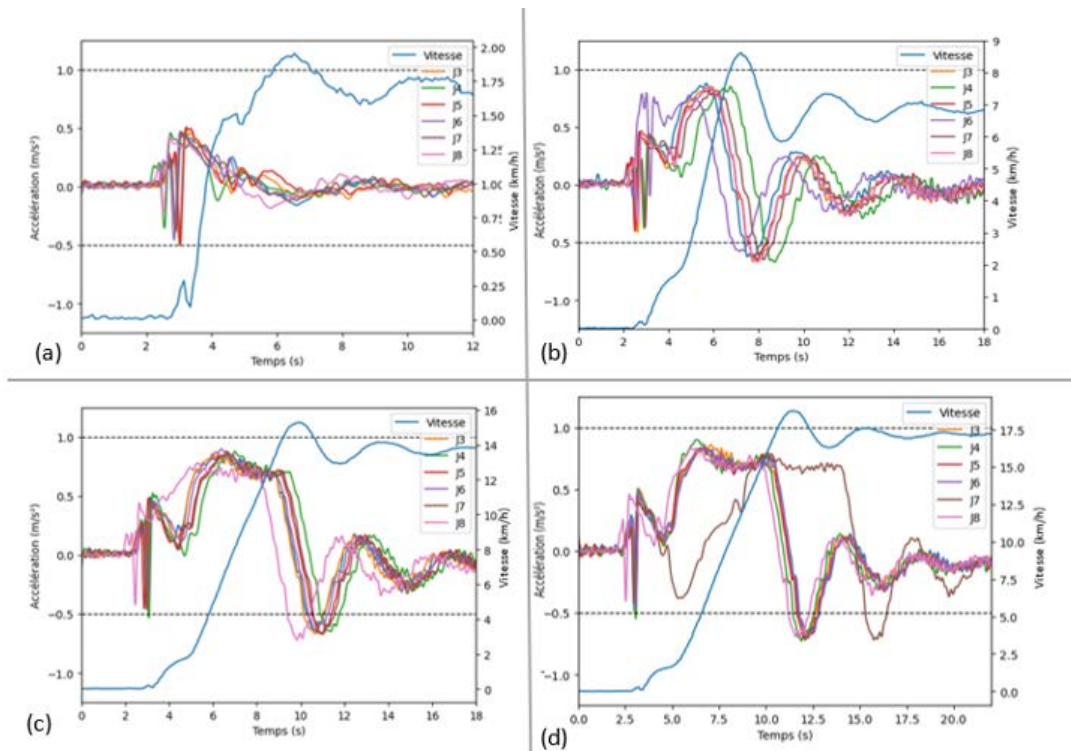 Accélération (m/s²)
1.0
0.5
0.0
−0.5
−1.0
Vitesse
J3
J4
J5
J6
J7
J8
2.00
1.75
1.50
1.25
1.00
0.75
0.50
0.25
0.00
Vitesse (km/h)
0 2 4 6 8 10 12
Temps (s)
(a)
Accélération (m/s²)
1.0
0.5
0.0
0.5
1.0
Vitesse
J3
J4
J5
J6
J7
J8
9
8
7
6
5
4
3
2
1
0
Vitesse (km/h)
0 2 4 6 8 10 12 14 16 18
Temps (s)
(b)
Accélération (m/s²)
1.0
0.5
0.0
−0.5
−1.0
Vitesse
J3
J4
J5
J6
J7
J8
16
14
12
10
8
6
4
2
0
Vitesse (km/h)
0 2 4 6 8 10 12 14 16 18
Temps (s)
(c)
Accélération (m/s²)
1.0
0.5
0.0
−0.5
1.0
Vitesse
J3
J4
J5
J6
J7
J8
17.5
15.0
12.5
10.0
7.5
5.0
2.5
0.0
Vitesse (km/h)
0.0 2.5 5.0 7.5 10.0 12.5 15.0 17.5 20.0
Temps (s)
(d)